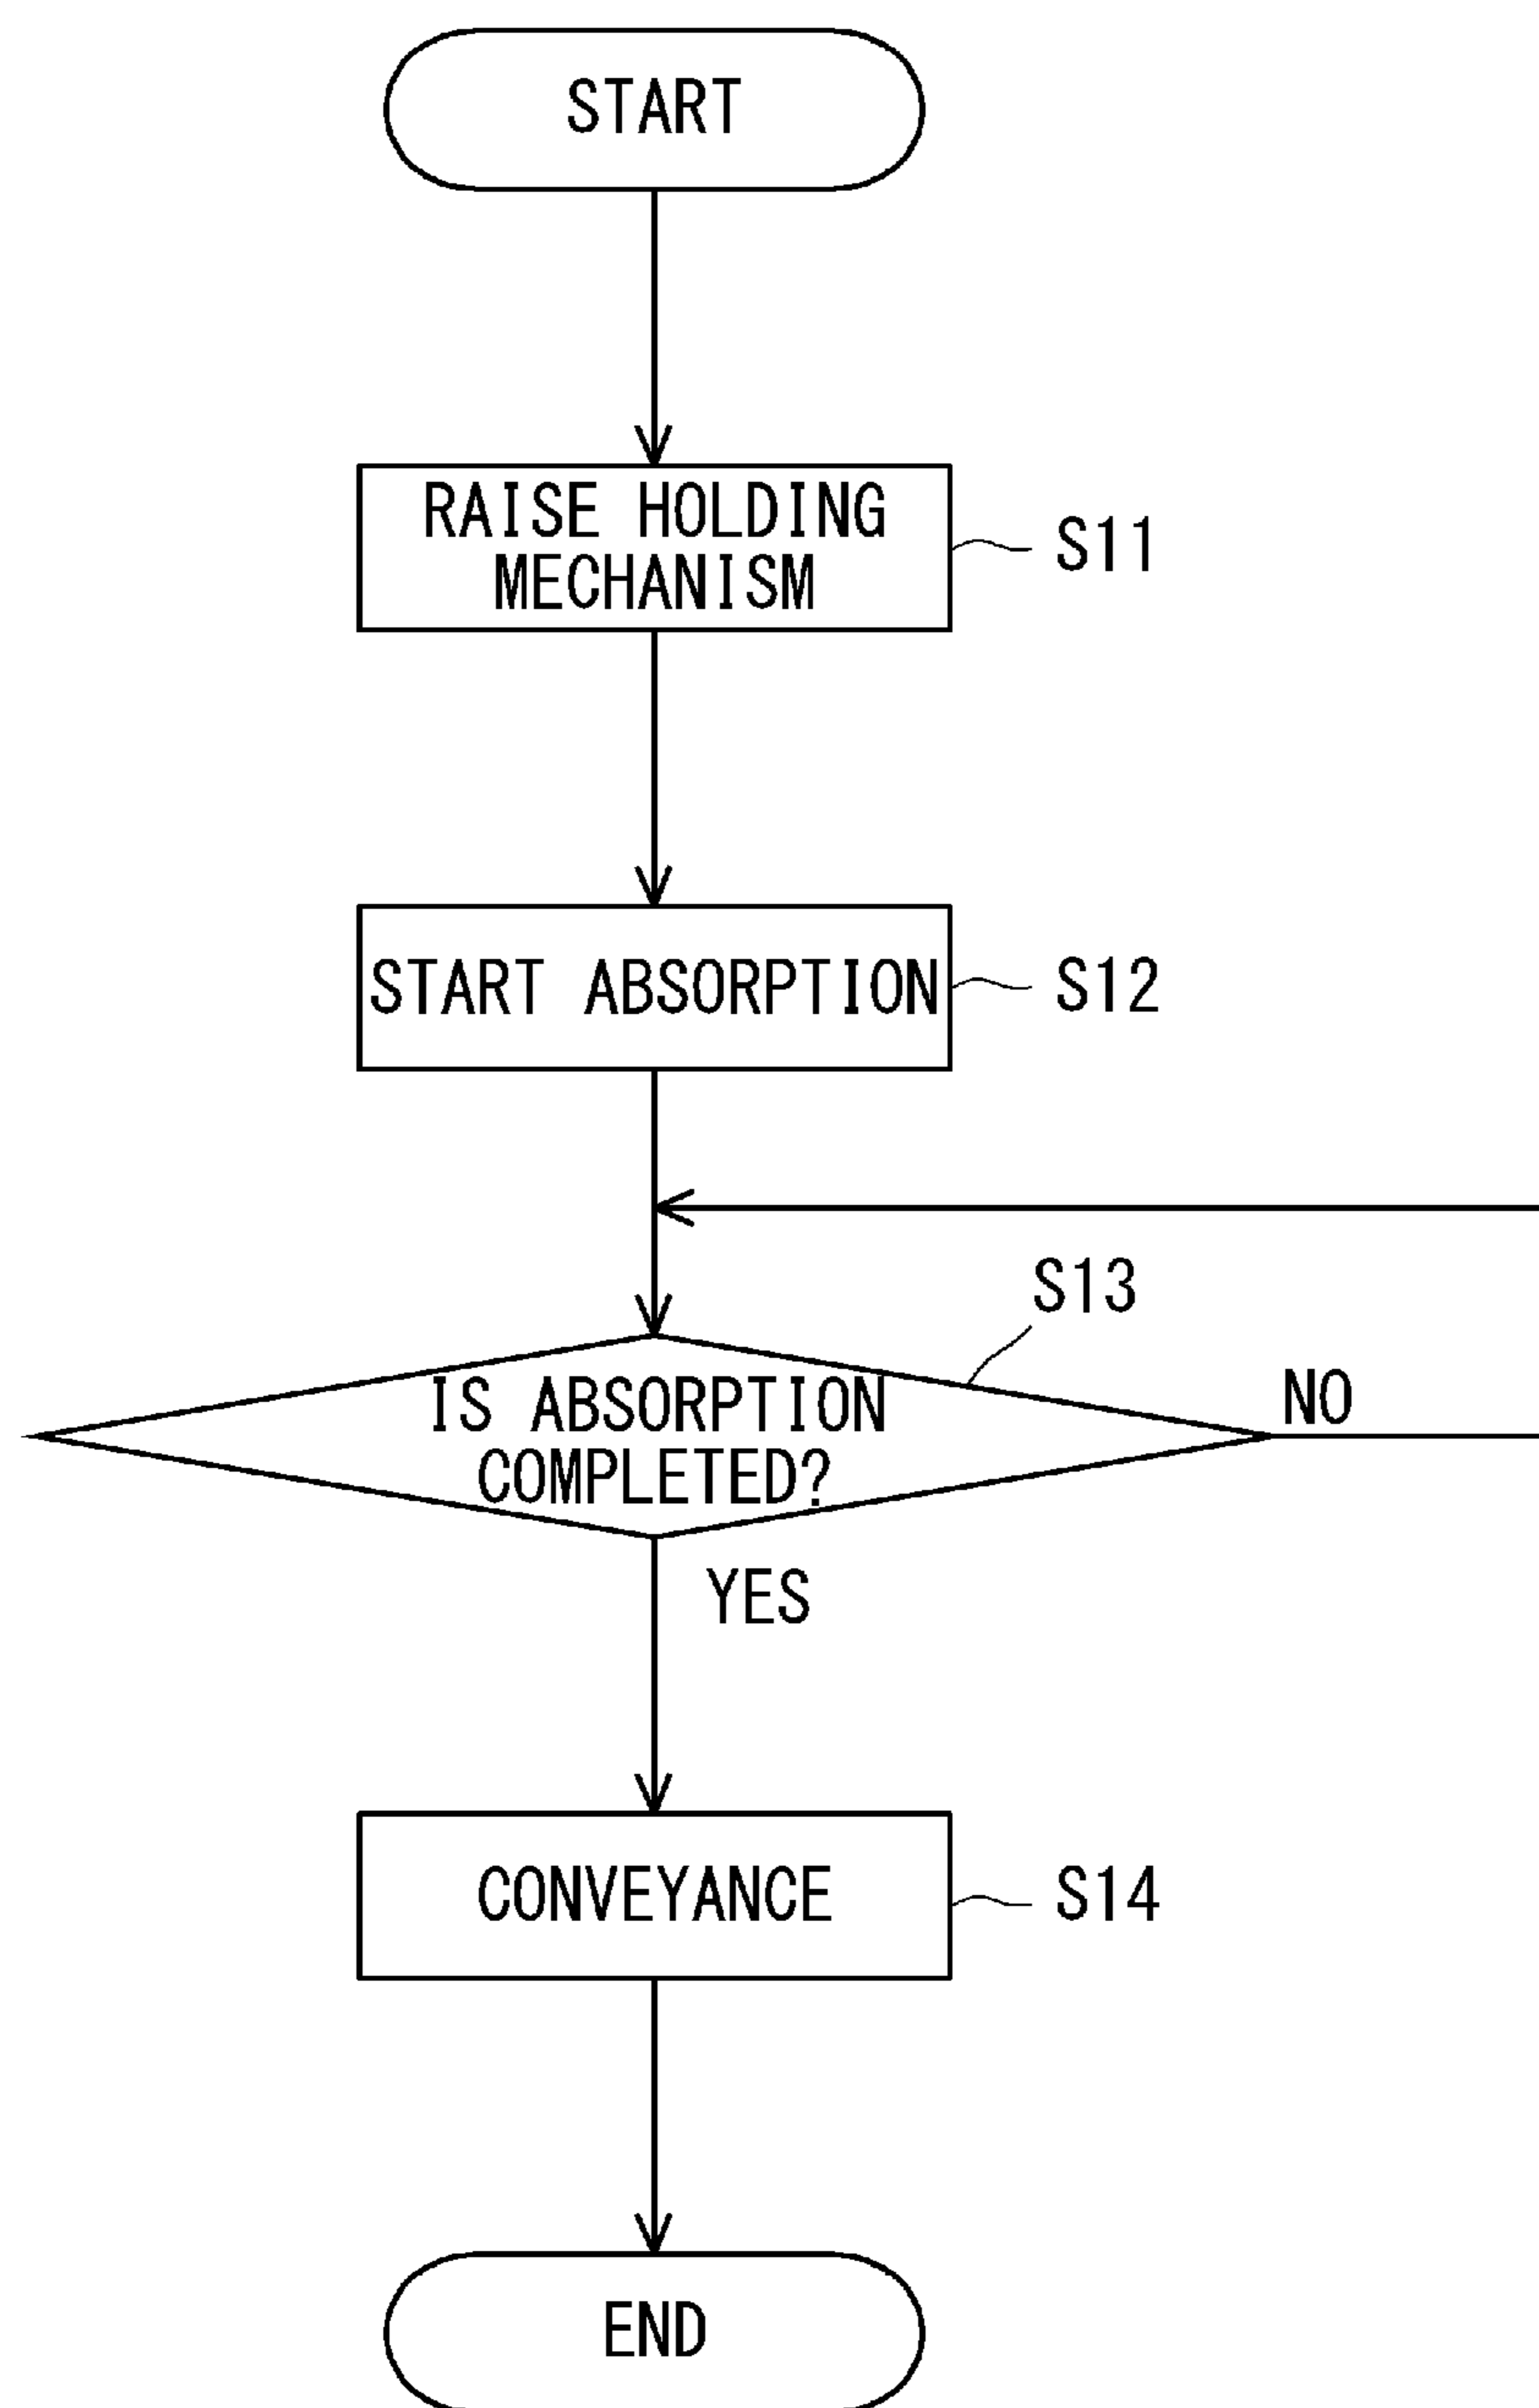 START
RAISE HOLDING
MECHANISM
S11
START ABSORPTION
S12
S13
IS ABSORPTION
COMPLETED?
NO
YES
CONVEYANCE
S14
END